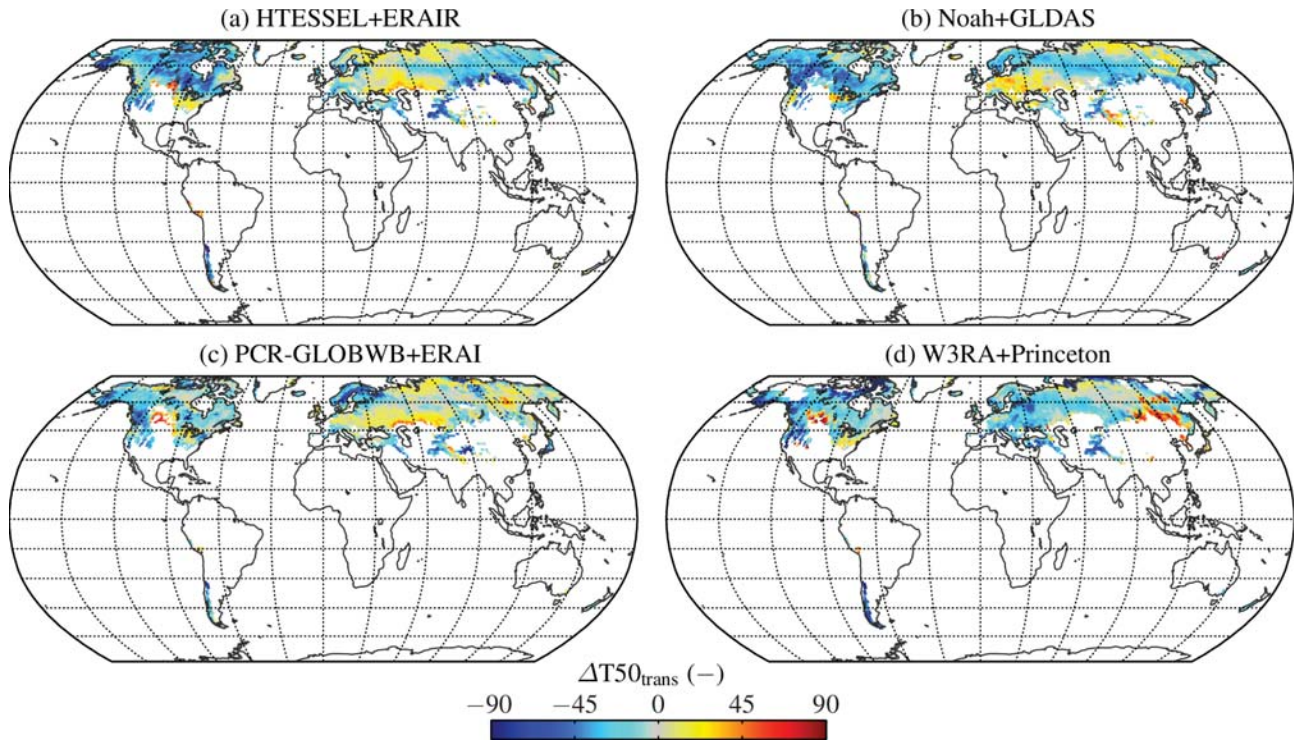 (a) HTESSEL+ERAIR
(b) Noah+GLDAS
(c) PCR-GLOBWB+ERAI
(d) W3RA+Princeton
ΔT50trans (−)
−90 −45 0 45 90